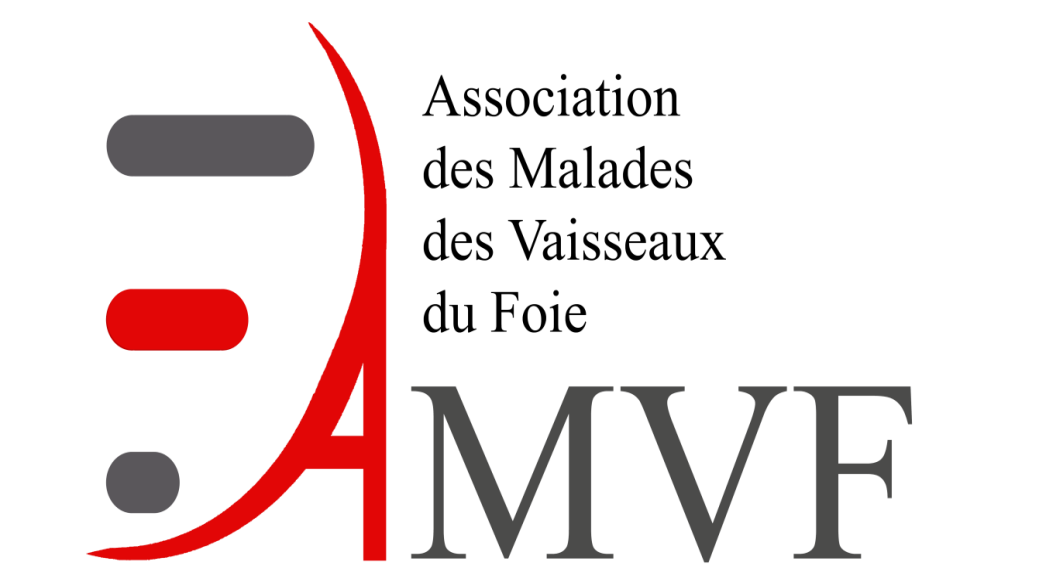 Association
des Malades
des Vaisseaux
du Foie
AMVF